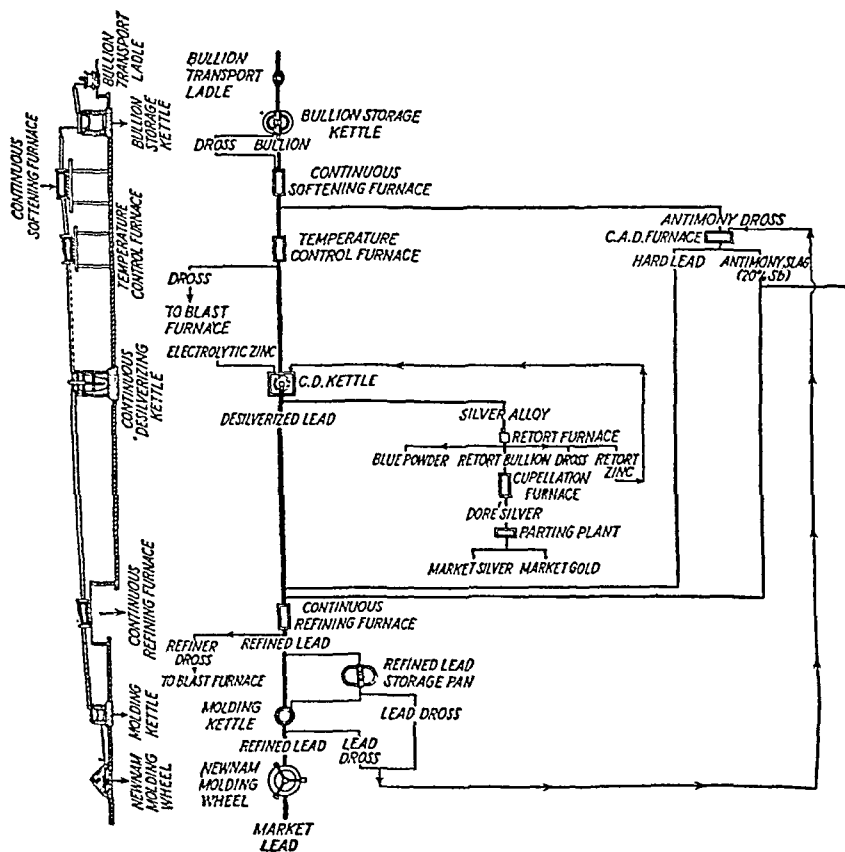 BULLION
TRANSPORT
LADLE
BULLION
STORAGE
KETTLE
CONTINUOUS
SOFTENING FURNACE
TEMPERATURE
CONTROL FURNACE
CONTINUOUS
DESILVERIZING
KETTLE
CONTINUOUS
REFINING FURNACE
MOLDING
KETTLE
NEWNAM
MOLDING
WHEEL
BULLION
TRANSPORT
LADLE
BULLION STORAGE
KETTLE
DROSS BULLION
CONTINUOUS
SOFTENING FURNACE
ANTIMONY DROSS
C.A.D. FURNACE
HARD LEAD
ANTIMONY SLAG
(20% Sb)
TEMPERATURE
CONTROL FURNACE
DROSS
TO BLAST
FURNACE
ELECTROLYTIC ZINC
C.D. KETTLE
DESILVERIZED LEAD
SILVER ALLOY
RETORT FURNACE
BLUE POWDER RETORT BULLION DROSS RETORT
ZINC
CUPELLATION
FURNACE
DORE SILVER
PARTING PLANT
MARKET SILVER MARKET GOLD
CONTINUOUS
REFINING FURNACE
REFINER
DROSS
REFINED LEAD
TO BLAST FURNACE
REFINED LEAD
STORAGE PAN
MOLDING
KETTLE
LEAD DROSS
REFINED LEAD
LEAD
DROSS
NEWNAM
MOLDING
WHEEL
MARKET
LEAD